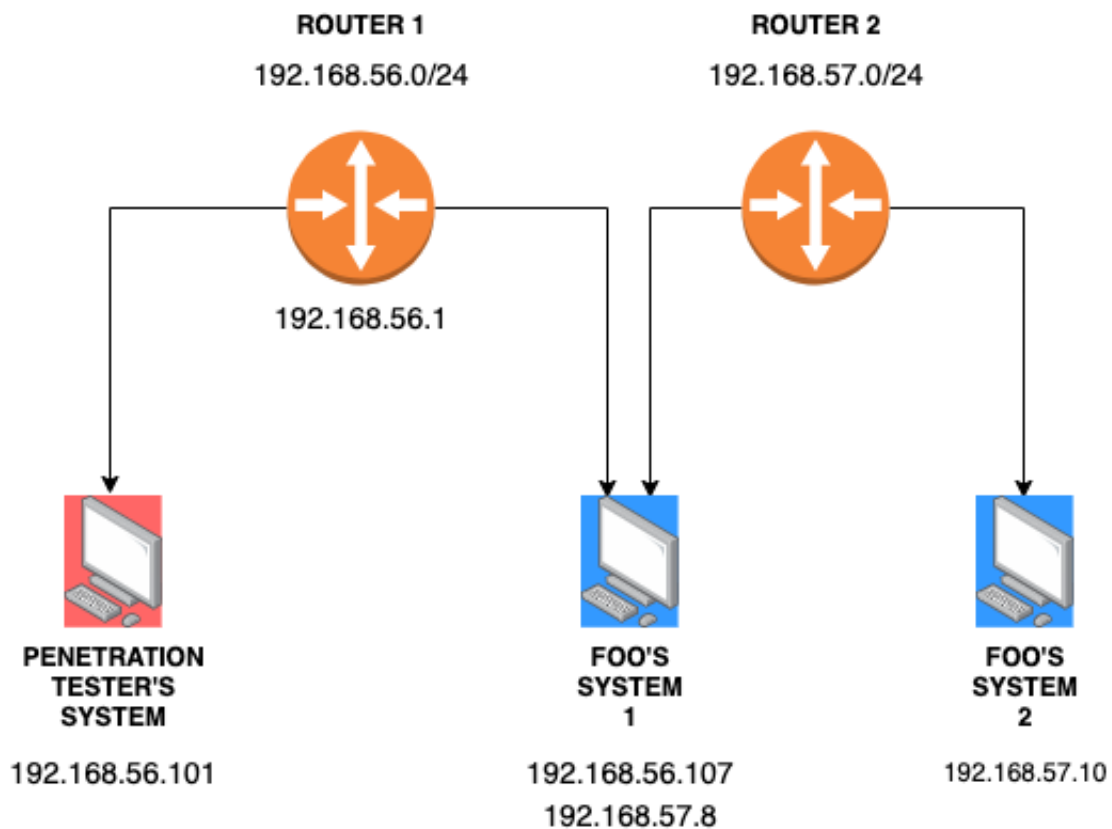 ROUTER 1
192.168.56.0/24
192.168.56.1
ROUTER 2
192.168.57.0/24
PENETRATION
TESTER'S
SYSTEM
192.168.56.101
FOO'S
SYSTEM
1
192.168.56.107
192.168.57.8
FOO'S
SYSTEM
2
192.168.57.10